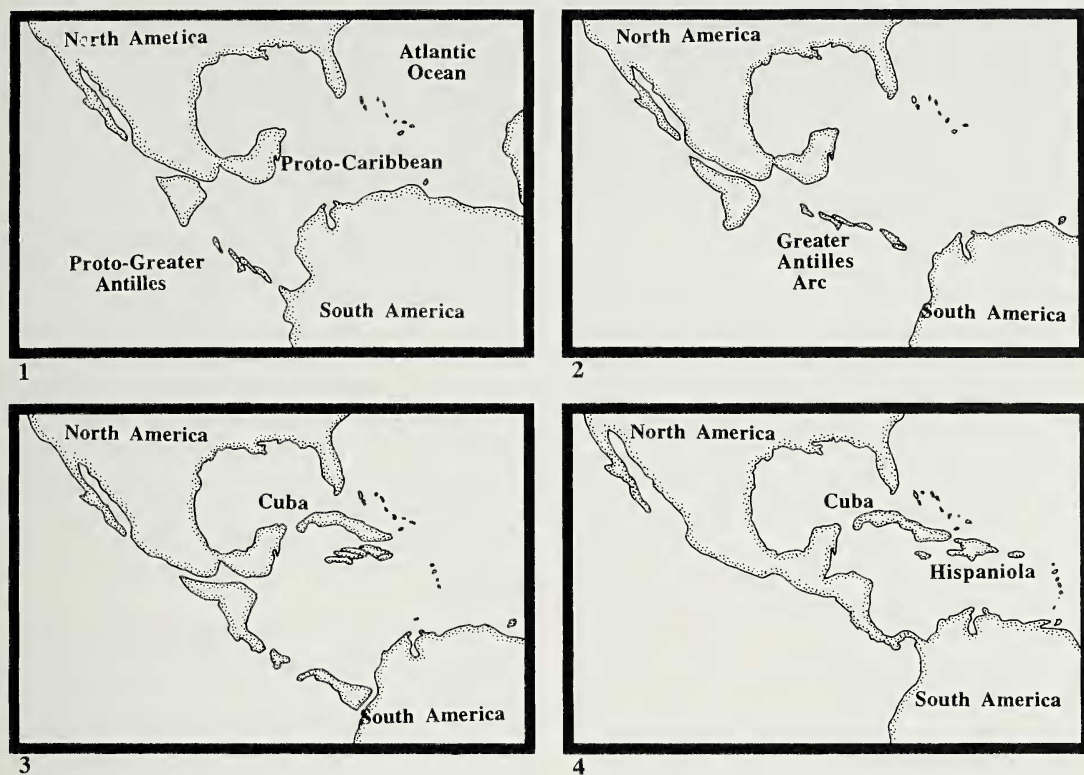 North Ametica
Atlantic
Ocean
Proto-Caribbean
Proto-Greater
Antilles
South America
1
North America
Greater
Antilles
Arc
South America
2
North America
Cuba
South America
3
North America
Cuba
Hispaniola
South America
4